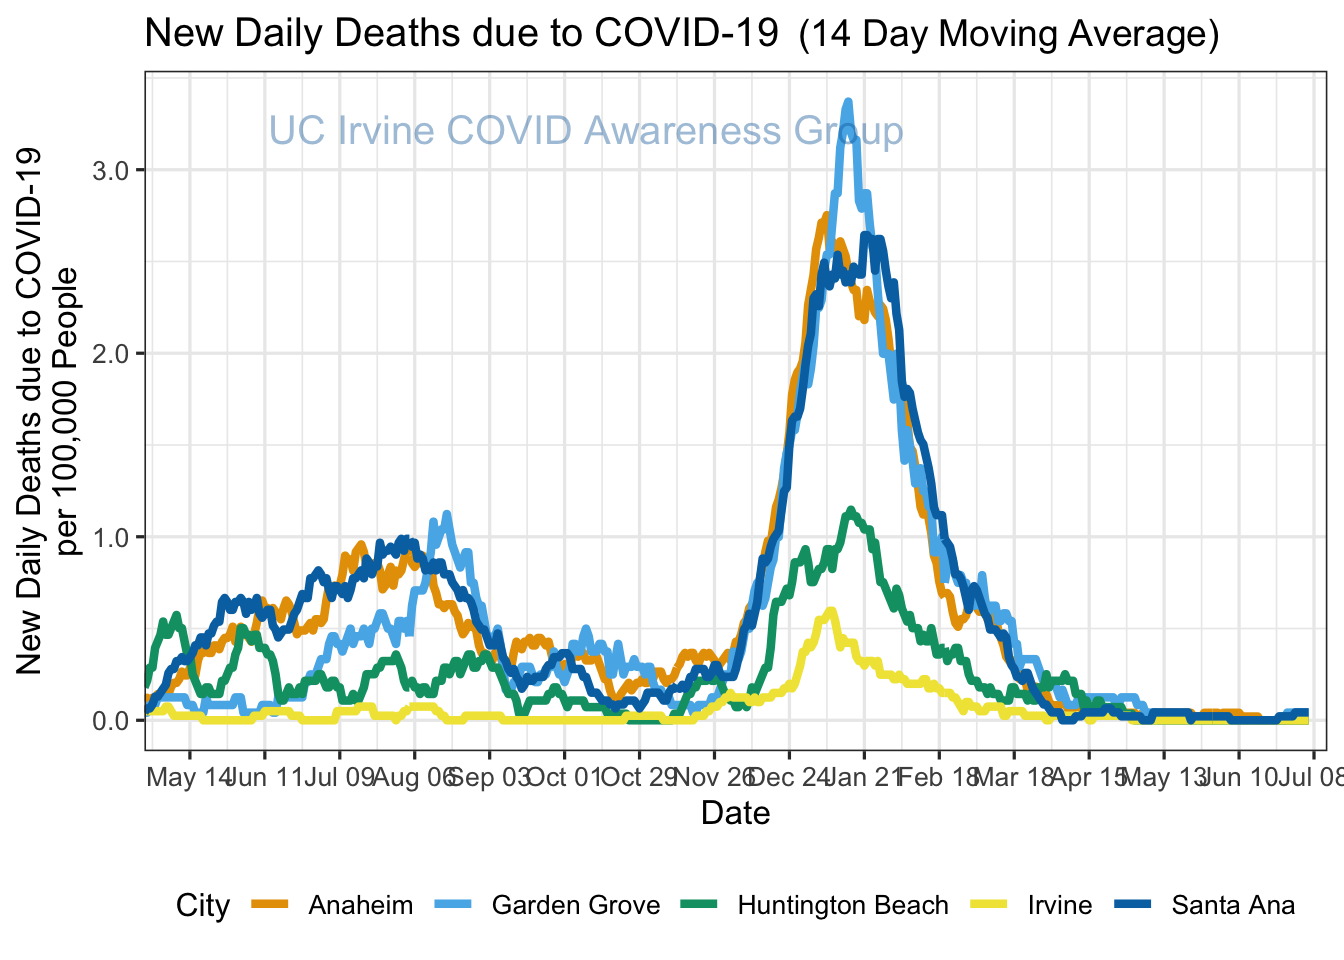 New Daily Deaths due to COVID-19 (14 Day Moving Average)
UC Irvine COVID Awareness Group
New Daily Deaths due to COVID-19
per 100,000 People
3.0
2.0
1.0
0.0
May 14 Jun 11 Jul 09 Aug 06 Sep 03 Oct 01 Oct 29 Nov 26 Dec 24 Jan 21 Feb 18 Mar 18 Apr 15 May 13 Jun 10 Jul 08
Date
City Anaheim Garden Grove Huntington Beach Irvine Santa Ana